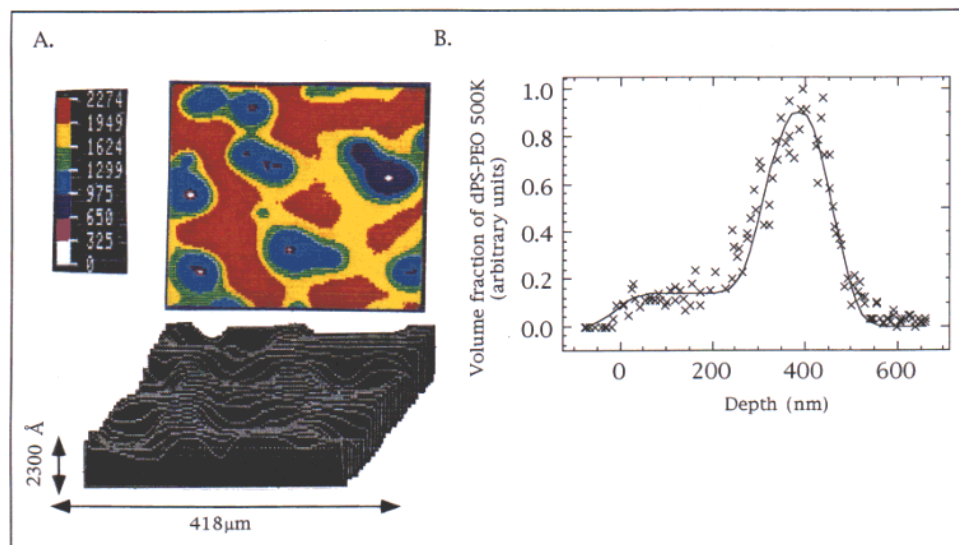 A.
2274
1949
1624
1299
975
650
325
0
2300 Å
418µm
B.
Volume fraction of dPS-PEO 500K
(arbitrary units)
1.0
0.8
0.6
0.4
0.2
0.0
0
200
400
600
Depth (nm)